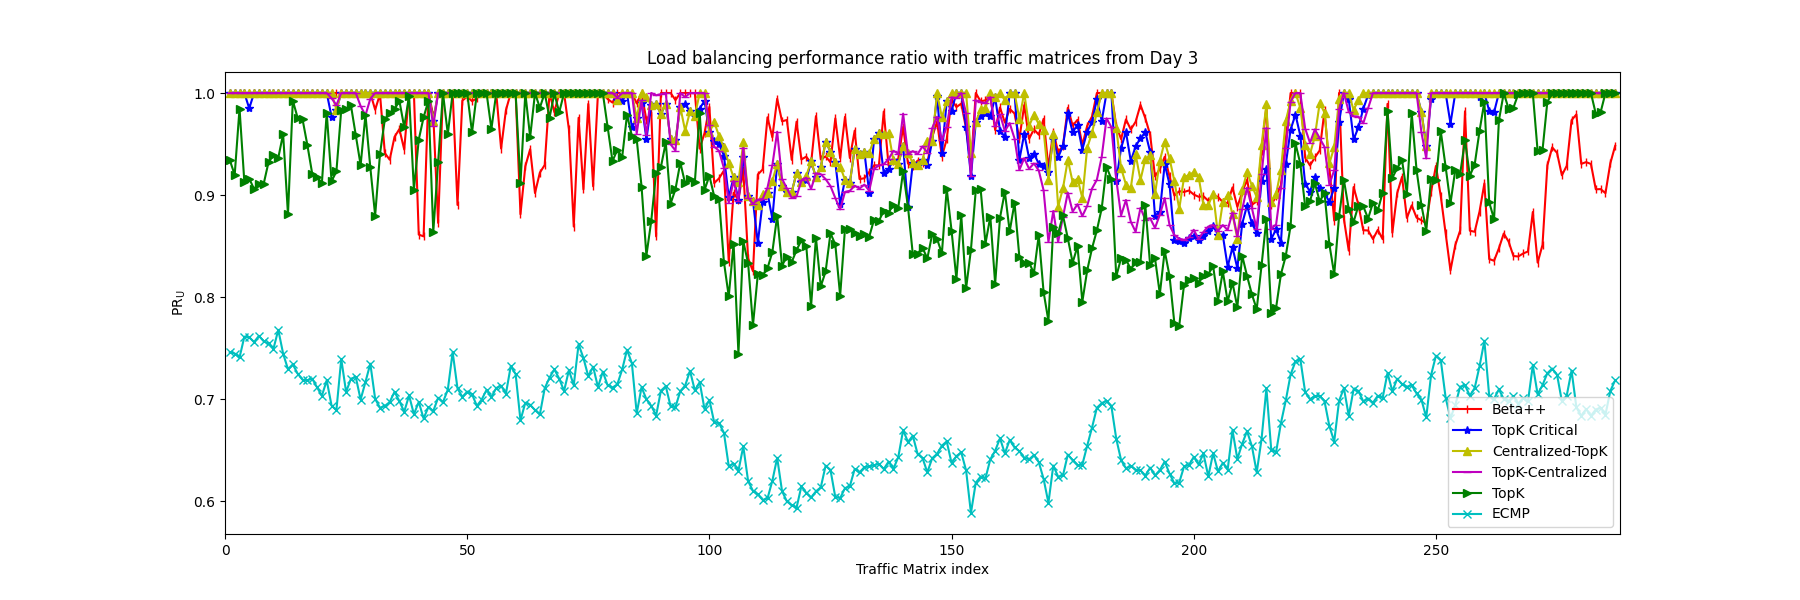 Load balancing performance ratio with traffic matrices from Day 3
PR_U
1.0
0.9
0.8
0.7
0.6
0 50 100 150 200 250
Traffic Matrix index
Beta++
TopK Critical
Centralized-TopK
TopK-Centralized
TopK
ECMP